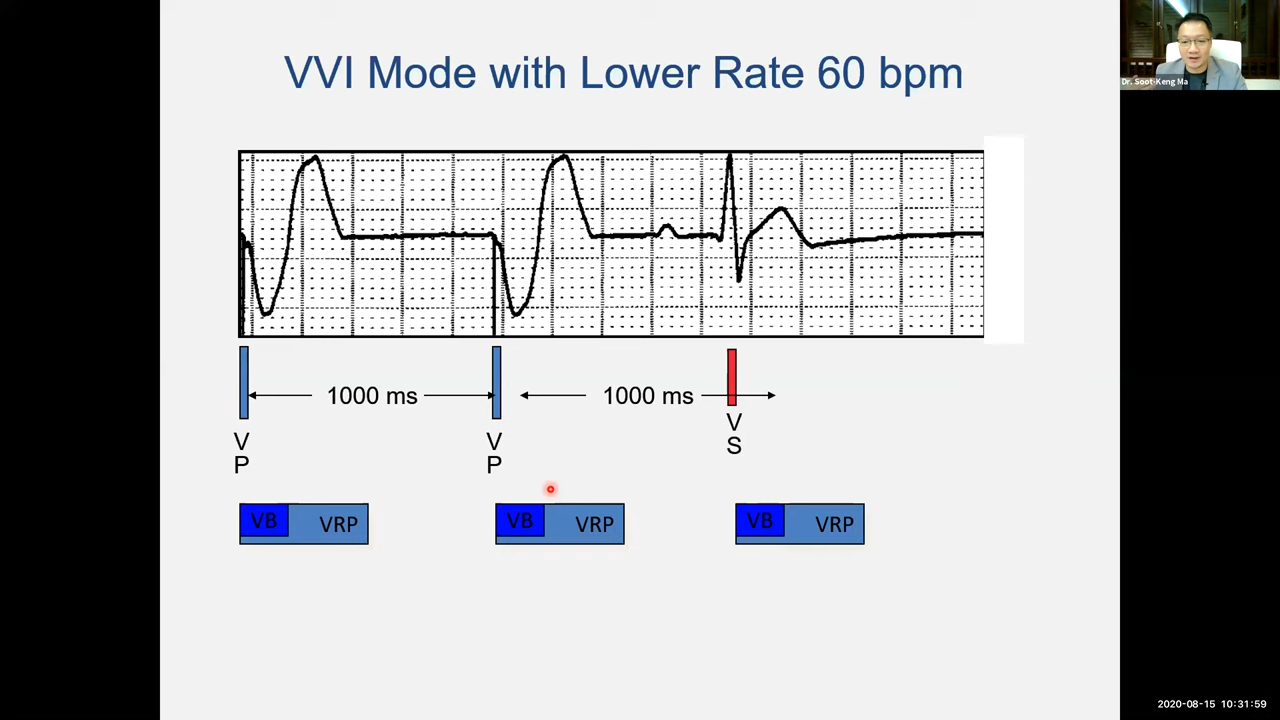 VVI Mode with Lower Rate 60 bpm
Dr. Soot-Keng Ma
1000 ms
1000 ms
V
P
V
P
V
S
VB
VRP
VB
VRP
VB
VRP
2020-08-15 10:31:59